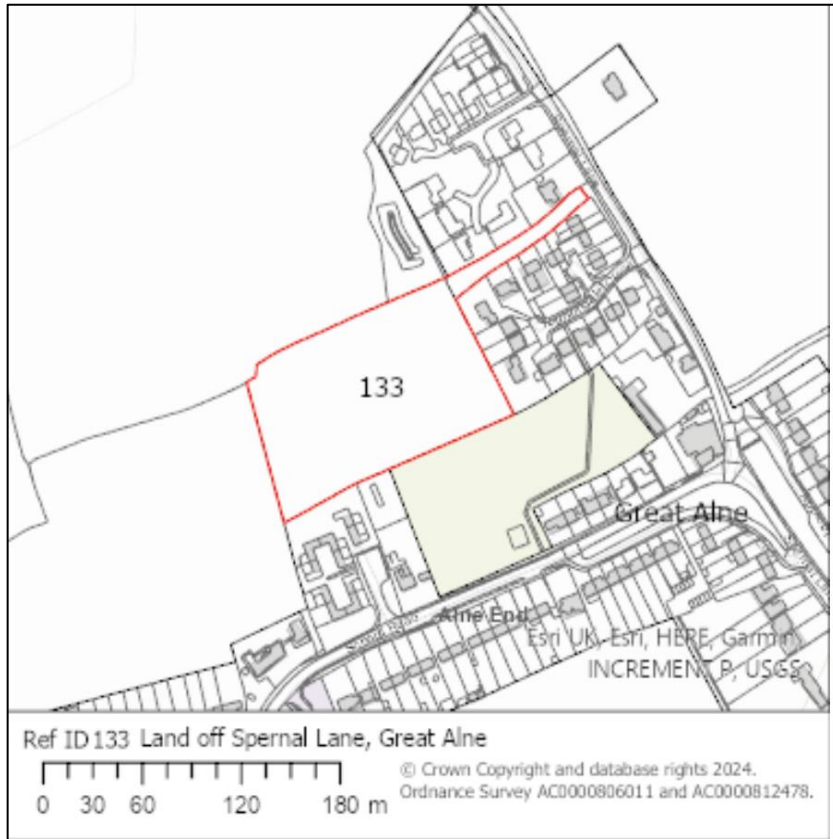 133
Great Alne
Alne End
Esri UK, Esri, HERE, Garmin,
INCREMENT P, USGS
Ref ID 133 Land off Spernal Lane, Great Alne
0 30 60 120 180 m
© Crown Copyright and database rights 2024.
Ordnance Survey AC0000806011 and AC0000812478.